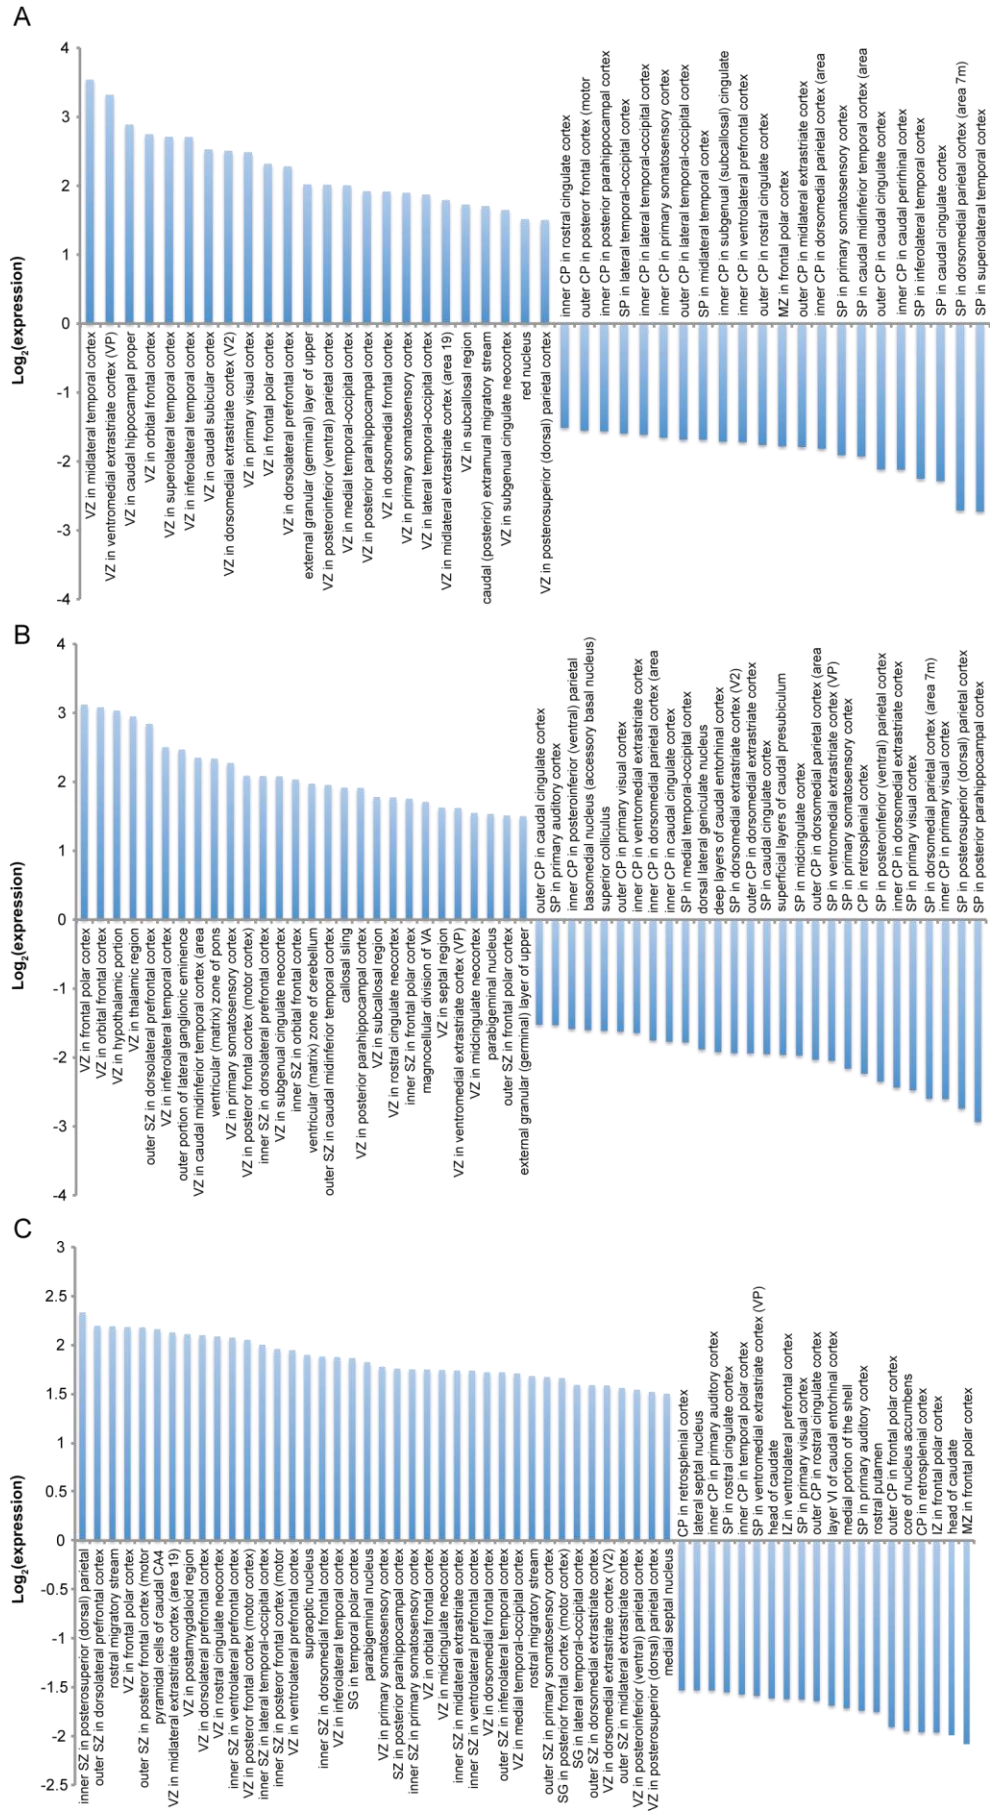 A
Log2(expression)
4
3
2
1
0
-1
-2
-3
-4
VZ in midlateral temporal cortex
VZ in ventromedial extrastriate cortex (VP)
VZ in caudal hippocampal proper
VZ in orbital frontal cortex
VZ in superolateral temporal cortex
VZ in inferolateral temporal cortex
VZ in caudal subicular cortex
VZ in dorsomedial extrastriate cortex (V2)
VZ in primary visual cortex
VZ in frontal polar cortex
VZ in dorsolateral prefrontal cortex
external granular (germinal) layer of upper
VZ in posteroinferior (ventral) parietal cortex
VZ in medial temporal-occipital cortex
VZ in posterior parahippocampal cortex
VZ in dorsomedial frontal cortex
VZ in primary somatosensory cortex
VZ in lateral temporal-occipital cortex
VZ in midlateral extrastriate cortex (area 19)
VZ in subcallosal region
caudal (posterior) extramural migratory stream
VZ in subgenual cingulate neocortex
red nucleus
VZ in posterosuperior (dorsal) parietal cortex
inner CP in rostral cingulate cortex
outer CP in posterior frontal cortex (motor
inner CP in posterior parahippocampal cortex
SP in lateral temporal-occipital cortex
inner CP in lateral temporal-occipital cortex
inner CP in primary somatosensory cortex
outer CP in lateral temporal-occipital cortex
SP in midlateral temporal cortex
inner CP in subgenual (subcallosal) cingulate
inner CP in ventrolateral prefrontal cortex
outer CP in rostral cingulate cortex
MZ in frontal polar cortex
outer CP in midlateral extrastriate cortex
inner CP in dorsomedial parietal cortex (area
SP in primary somatosensory cortex
SP in caudal midinferior temporal cortex (area
outer CP in caudal cingulate cortex
inner CP in caudal perirhinal cortex
SP in inferolateral temporal cortex
SP in caudal cingulate cortex
SP in dorsomedial parietal cortex (area 7m)
SP in superolateral temporal cortex
B
Log2(expression)
4
3
2
1
0
-1
-2
-3
-4
VZ in frontal polar cortex
VZ in orbital frontal cortex
VZ in hypothalamic portion
VZ in thalamic region
outer SZ in dorsolateral prefrontal cortex
VZ in inferolateral temporal cortex
outer portion of lateral ganglionic eminence
VZ in caudal midinferior temporal cortex (area
ventricular (matrix) zone of pons
VZ in primary somatosensory cortex
VZ in posterior frontal cortex (motor cortex)
inner SZ in dorsolateral prefrontal cortex
VZ in subgenual cingulate neocortex
inner SZ in orbital frontal cortex
ventricular (matrix) zone of cerebellum
outer SZ in caudal midinferior temporal cortex
callosal sling
VZ in posterior parahippocampal cortex
VZ in subcallosal region
VZ in rostral cingulate neocortex
inner SZ in frontal polar cortex
magnocellular division of VA
VZ in septal region
VZ in ventromedial extrastriate cortex (VP)
VZ in midcingulate neocortex
parabigeminal nucleus
outer SZ in frontal polar cortex
external granular (germinal) layer of upper
outer CP in caudal cingulate cortex
SP in primary auditory cortex
inner CP in posteroinferior (ventral) parietal
basomedial nucleus (accessory basal nucleus)
superior colliculus
outer CP in primary visual cortex
inner CP in ventromedial extrastriate cortex
inner CP in dorsomedial parietal cortex (area
inner CP in caudal cingulate cortex
SP in medial temporal-occipital cortex
dorsal lateral geniculate nucleus
deep layers of caudal entorhinal cortex
SP in dorsomedial extrastriate cortex (V2)
outer CP in dorsomedial extrastriate cortex
SP in caudal cingulate cortex
superficial layers of caudal presubiculum
SP in midcingulate cortex
outer CP in dorsomedial parietal cortex (area
SP in ventromedial extrastriate cortex (VP)
SP in primary somatosensory cortex
CP in retrosplenial cortex
SP in posteroinferior (ventral) parietal cortex
inner CP in dorsomedial extrastriate cortex
SP in primary visual cortex
SP in dorsomedial parietal cortex (area 7m)
inner CP in primary visual cortex
SP in posterosuperior (dorsal) parietal cortex
SP in posterior parahippocampal cortex
C
Log2(expression)
3
2.5
2
1.5
1
0.5
0
-0.5
-1
-1.5
-2
-2.5
inner SZ in posterosuperior (dorsal) parietal
outer SZ in dorsolateral prefrontal cortex
rostral migratory stream
VZ in frontal polar cortex
outer SZ in posterior frontal cortex (motor
pyramidal cells of caudal CA4
VZ in midlateral extrastriate cortex (area 19)
VZ in postamygdaloid region
VZ in dorsolateral prefrontal cortex
VZ in rostral cingulate neocortex
inner SZ in ventrolateral prefrontal cortex
VZ in posterior frontal cortex (motor cortex)
inner SZ in lateral temporal-occipital cortex
inner SZ in posterior frontal cortex (motor
VZ in ventrolateral prefrontal cortex
supraoptic nucleus
inner SZ in dorsomedial frontal cortex
VZ in inferolateral temporal cortex
SG in temporal polar cortex
parabigeminal nucleus
VZ in primary somatosensory cortex
SZ in posterior parahippocampal cortex
inner SZ in primary somatosensory cortex
VZ in orbital frontal cortex
VZ in midcingulate neocortex
inner SZ in midlateral extrastriate cortex
inner SZ in ventrolateral prefrontal cortex
VZ in dorsomedial frontal cortex
outer SZ in inferolateral temporal cortex
VZ in medial temporal-occipital cortex
rostral migratory stream
outer SZ in primary somatosensory cortex
SG in posterior frontal cortex (motor cortex)
SG in lateral temporal-occipital cortex
outer SZ in dorsomedial extrastriate cortex
VZ in dorsomedial extrastriate cortex (V2)
outer SZ in midlateral extrastriate cortex
VZ in posteroinferior (ventral) parietal cortex
VZ in posterosuperior (dorsal) parietal cortex
medial septal nucleus
CP in retrosplenial cortex
lateral septal nucleus
inner CP in primary auditory cortex
SP in rostral cingulate cortex
inner CP in temporal polar cortex
SP in ventromedial extrastriate cortex (VP)
head of caudate
IZ in ventrolateral prefrontal cortex
SP in primary visual cortex
outer CP in rostral cingulate cortex
layer VI of caudal entorhinal cortex
medial portion of the shell
SP in primary auditory cortex
rostral putamen
outer CP in frontal polar cortex
core of nucleus accumbens
CP in retrosplenial cortex
IZ in frontal polar cortex
head of caudate
MZ in frontal polar cortex